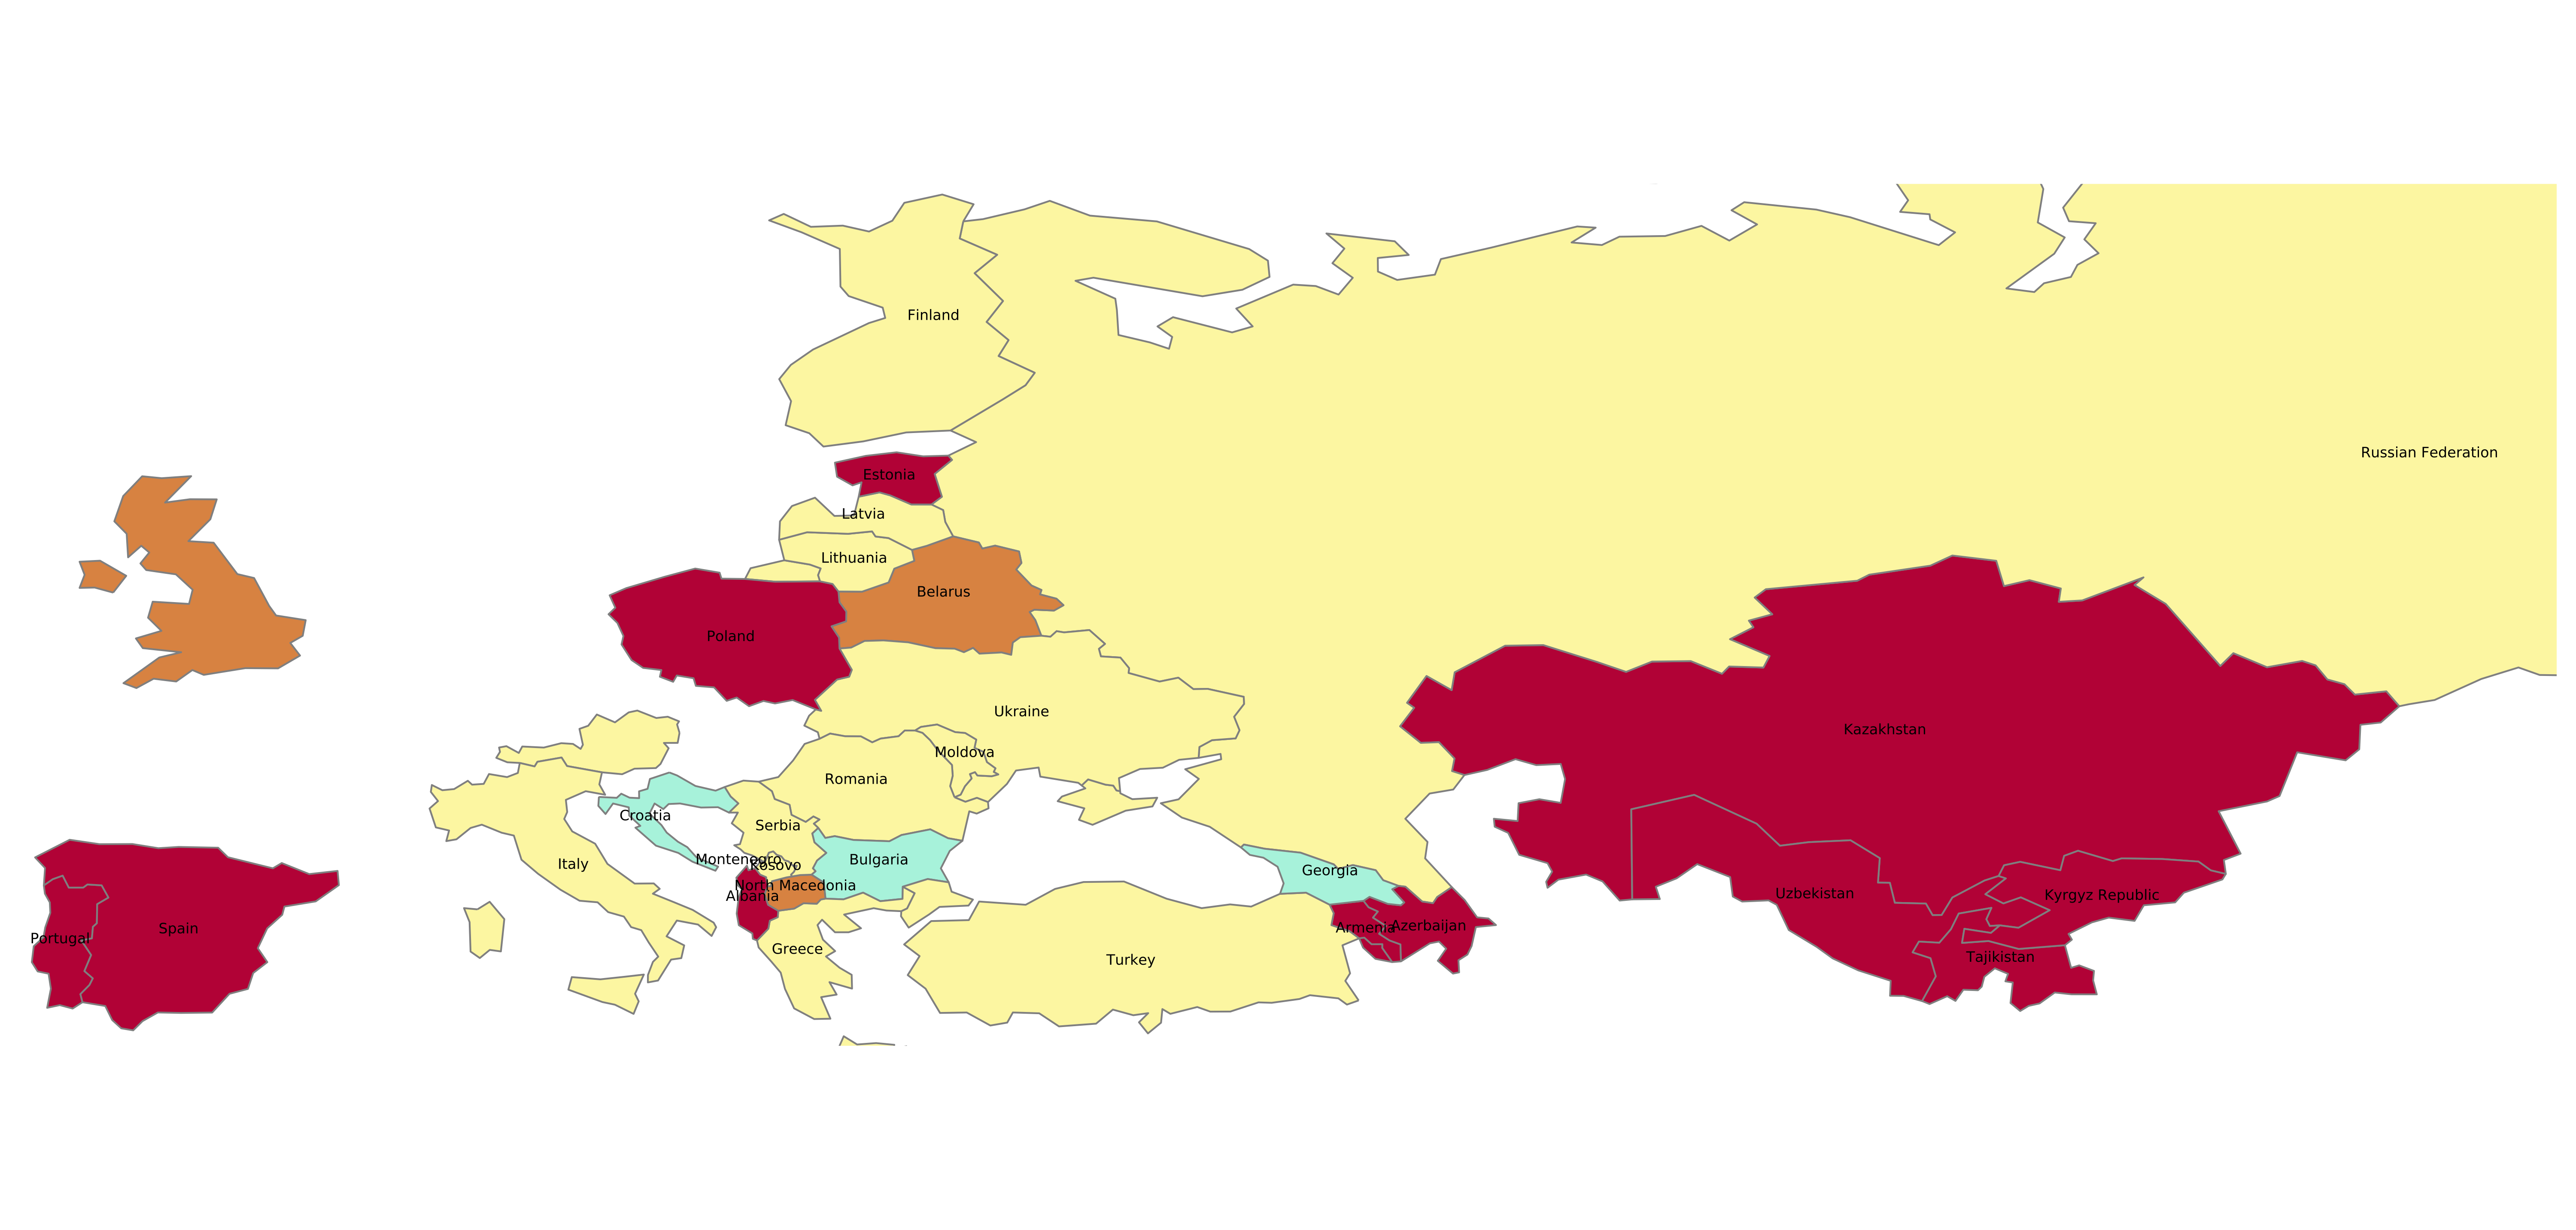 Finland
Russian Federation
Estonia
Latvia
Lithuania
Belarus
Poland
Ukraine
Kazakhstan
Moldova
Romania
Croatia
Serbia
Montenegro
Kosovo
Bulgaria
Italy
Georgia
North Macedonia
Albania
Uzbekistan
Kyrgyz Republic
Spain
Portugal
Armenia
Azerbaijan
Greece
Turkey
Tajikistan